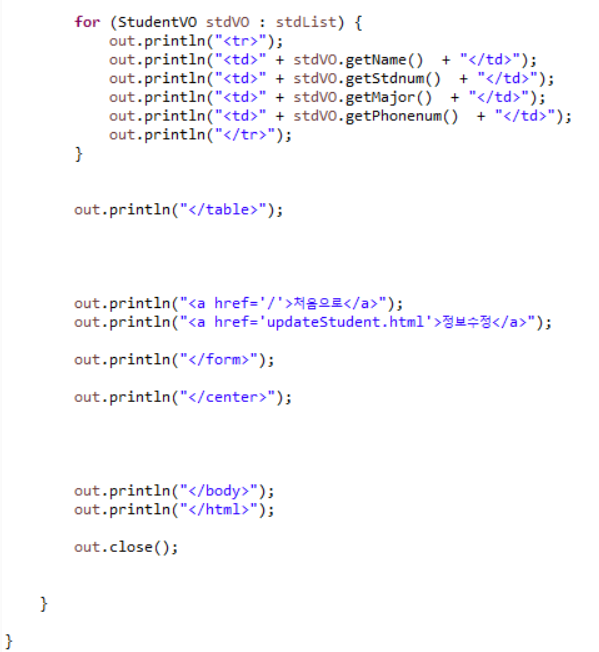 for (StudentVO stdVO : stdList) {
out.println("<tr>");
out.println("<td>" + stdVO.getName()  + "</td>");
out.println("<td>" + stdVO.getStdnum()  + "</td>");
out.println("<td>" + stdVO.getMajor()  + "</td>");
out.println("<td>" + stdVO.getPhonenum()  + "</td>");
out.println("</tr>");
}
out.println("</table>");
out.println("<a href='/'>처음으로</a>");
out.println("<a href='updateStudent.html'>정보수정</a>");
out.println("</form>");
out.println("</center>");
out.println("</body>");
out.println("</html>");
out.close();
}
}